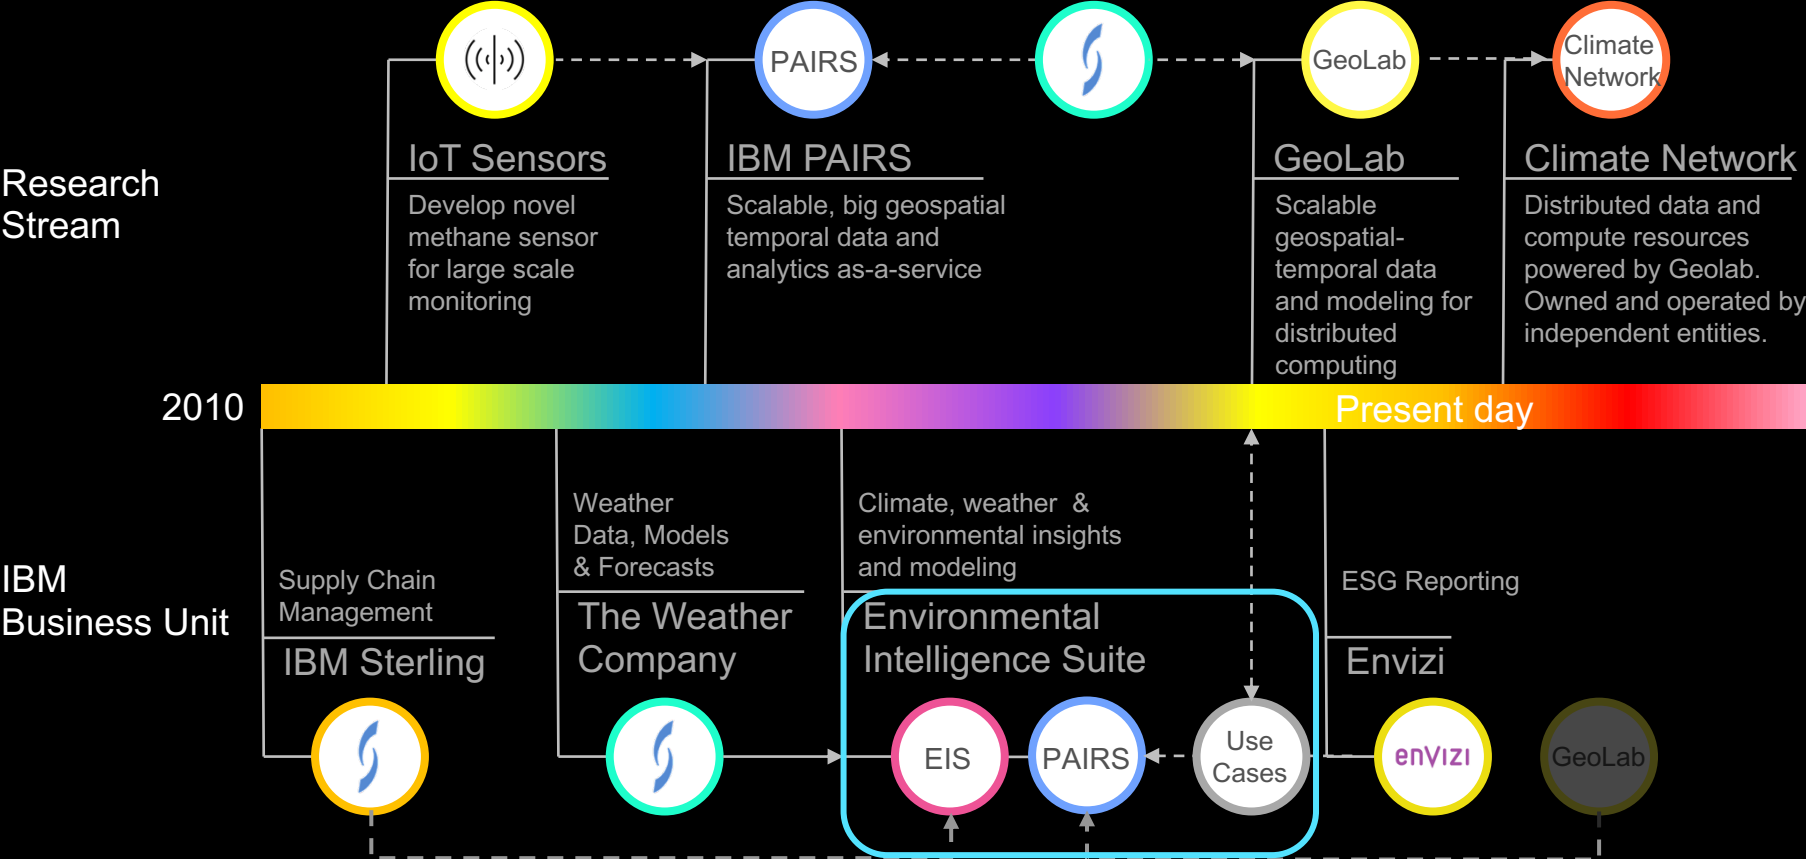 PAIRS
GeoLab
Climate
Network
Research
Stream
IoT Sensors
Develop novel
methane sensor
for large scale
monitoring
IBM PAIRS
Scalable, big geospatial
temporal data and
analytics as-a-service
GeoLab
Scalable
geospatial-
temporal data
and modeling for
distributed
computing
Climate Network
Distributed data and
compute resources
powered by Geolab.
Owned and operated by
independent entities.
2010
Present day
IBM
Business Unit
Supply Chain
Management
IBM Sterling
Weather
Data, Models
& Forecasts
The Weather
Company
Climate, weather &
environmental insights
and modeling
Environmental
Intelligence Suite
ESG Reporting
Envizi
EIS
PAIRS
Use
Cases
envizi
GeoLab